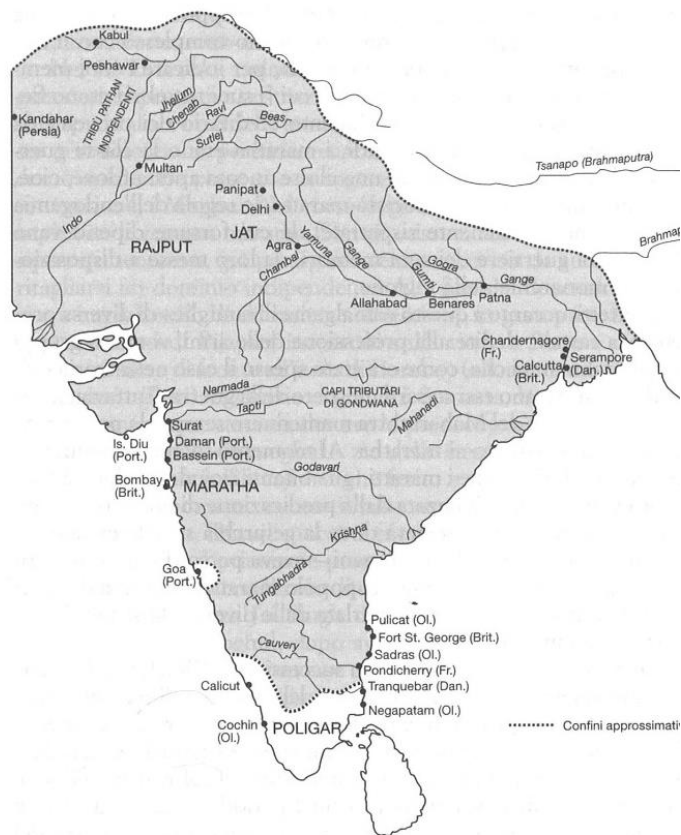 Kabul
Peshawar
Kandahar
(Persia)
TRIBÙ PATHAN
INDIPENDENTI
Jhelum
Chenab
Ravi
Beas
Sutlej
Multan
Indo
Tsanapo (Brahmaputra)
Panipat
Delhi
RAJPUT
JAT
Agra
Yamuna
Gange
Chambal
Gumti
Gogra
Gange
Allahabad
Benares
Patna
Chandernagore
(Fr.)
Serampore
(Dan.)
Calcutta
(Brit.)
Narmada
Tapti
CAPI TRIBUTARI
DI GONDWANA
Mahanadi
Surat
Is. Diu
(Port.)
Daman (Port.)
Bassein (Port.)
Godavari
Bombay
(Brit.)
MARATHA
Krishna
Goa
(Port.)
Tungabhadra
Pulicat (Ol.)
Fort St. George (Brit.)
Cauvery
Sadras (Ol.)
Pondicherry (Fr.)
Calicut
Tranquebar (Dan.)
Negapatam (Ol.)
Cochin
(Ol.)
POLIGAR